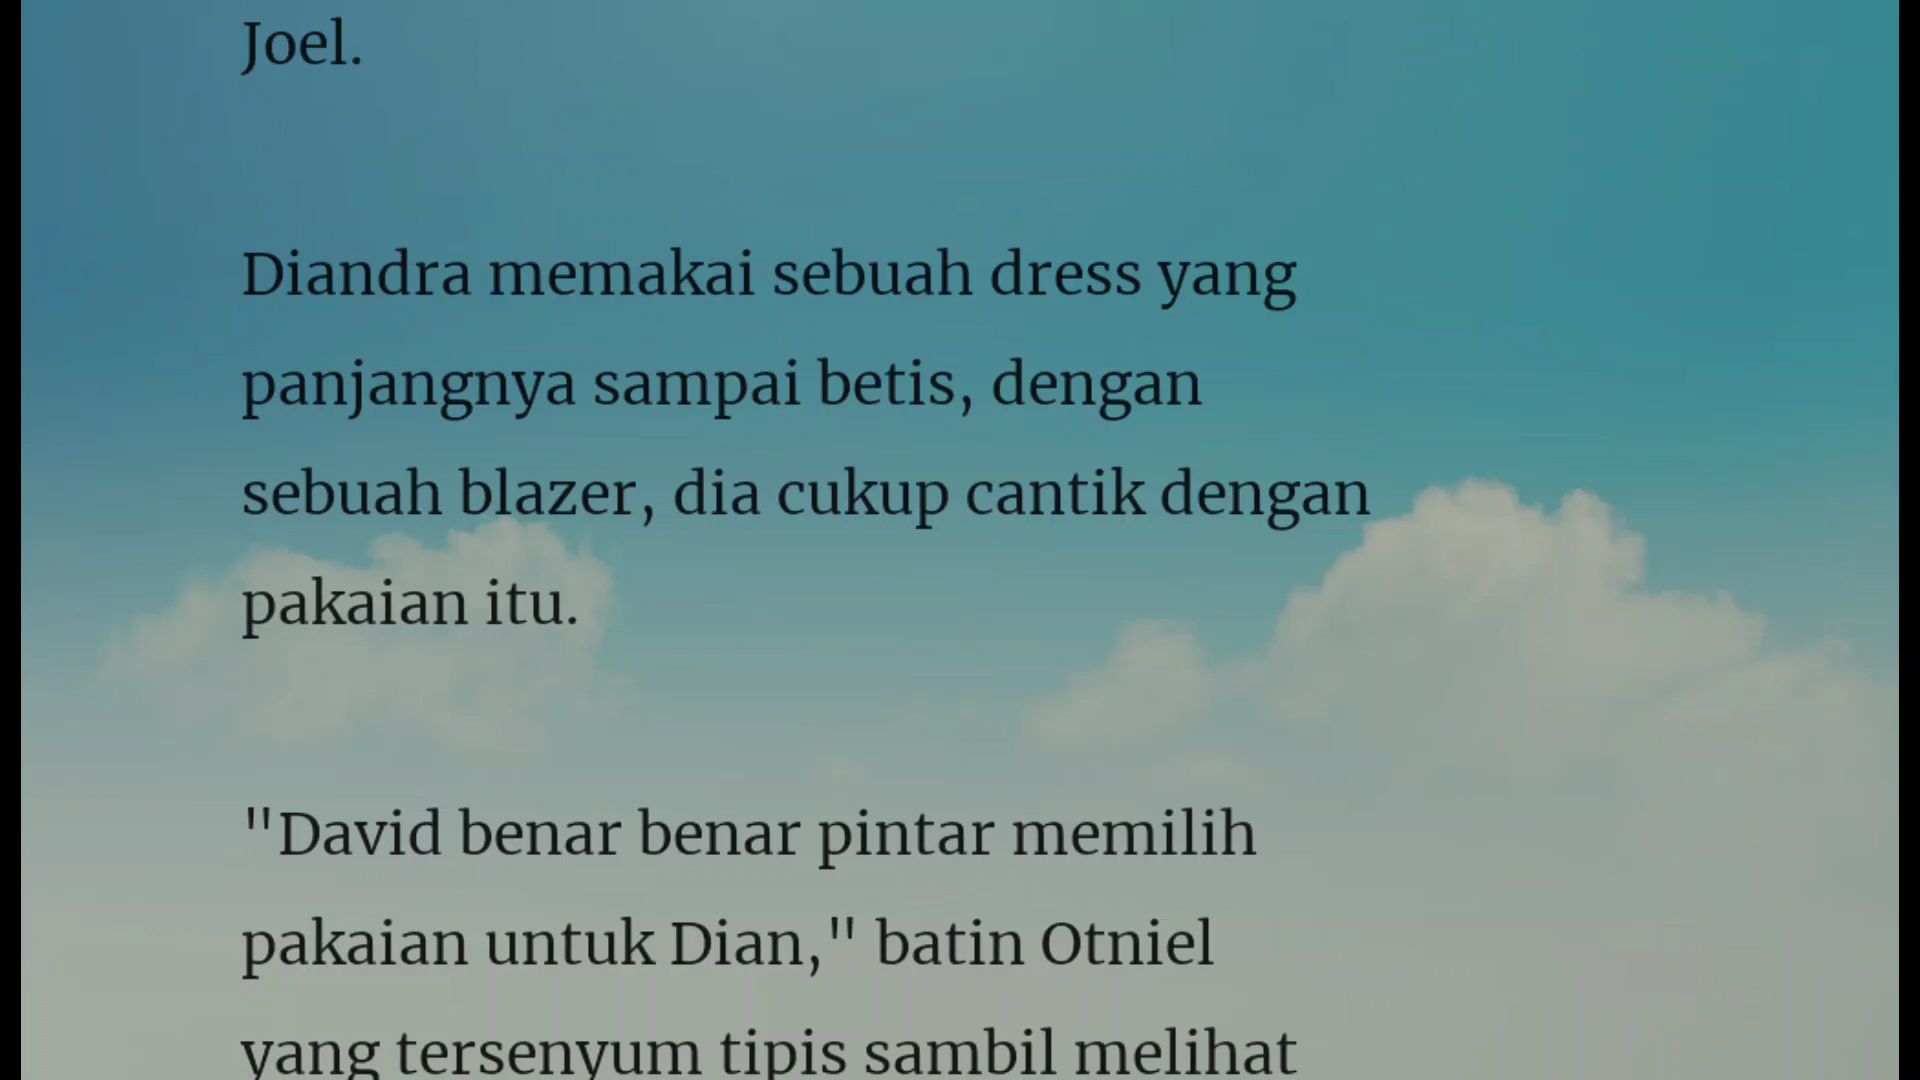 Joel.
Diandra memakai sebuah dress yang
panjangnya sampai betis, dengan
sebuah blazer, dia cukup cantik dengan
pakaian itu.
"David benar benar pintar memilih
pakaian untuk Dian," batin Otniel
yang tersenyum tipis sambil melihat